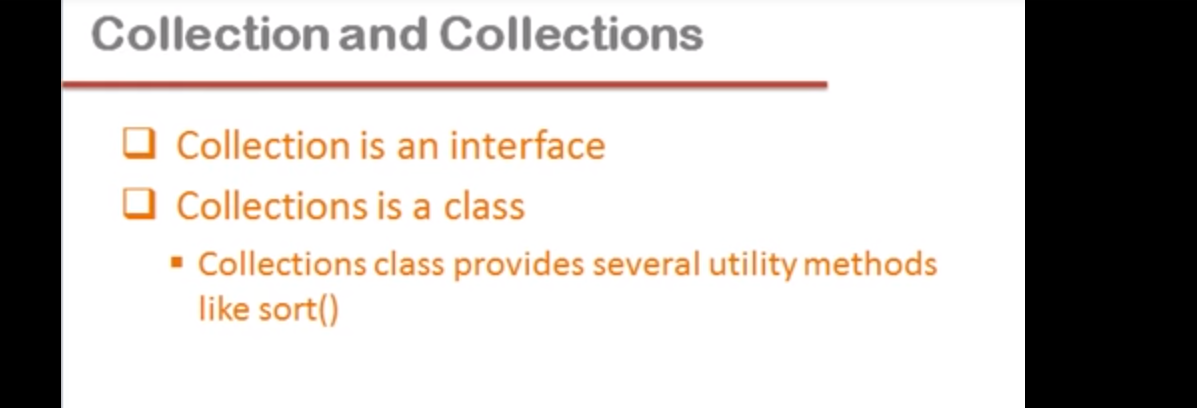 Collection and Collections
Collection is an interface
Collections is a class
Collections class provides several utility methods
like sort()